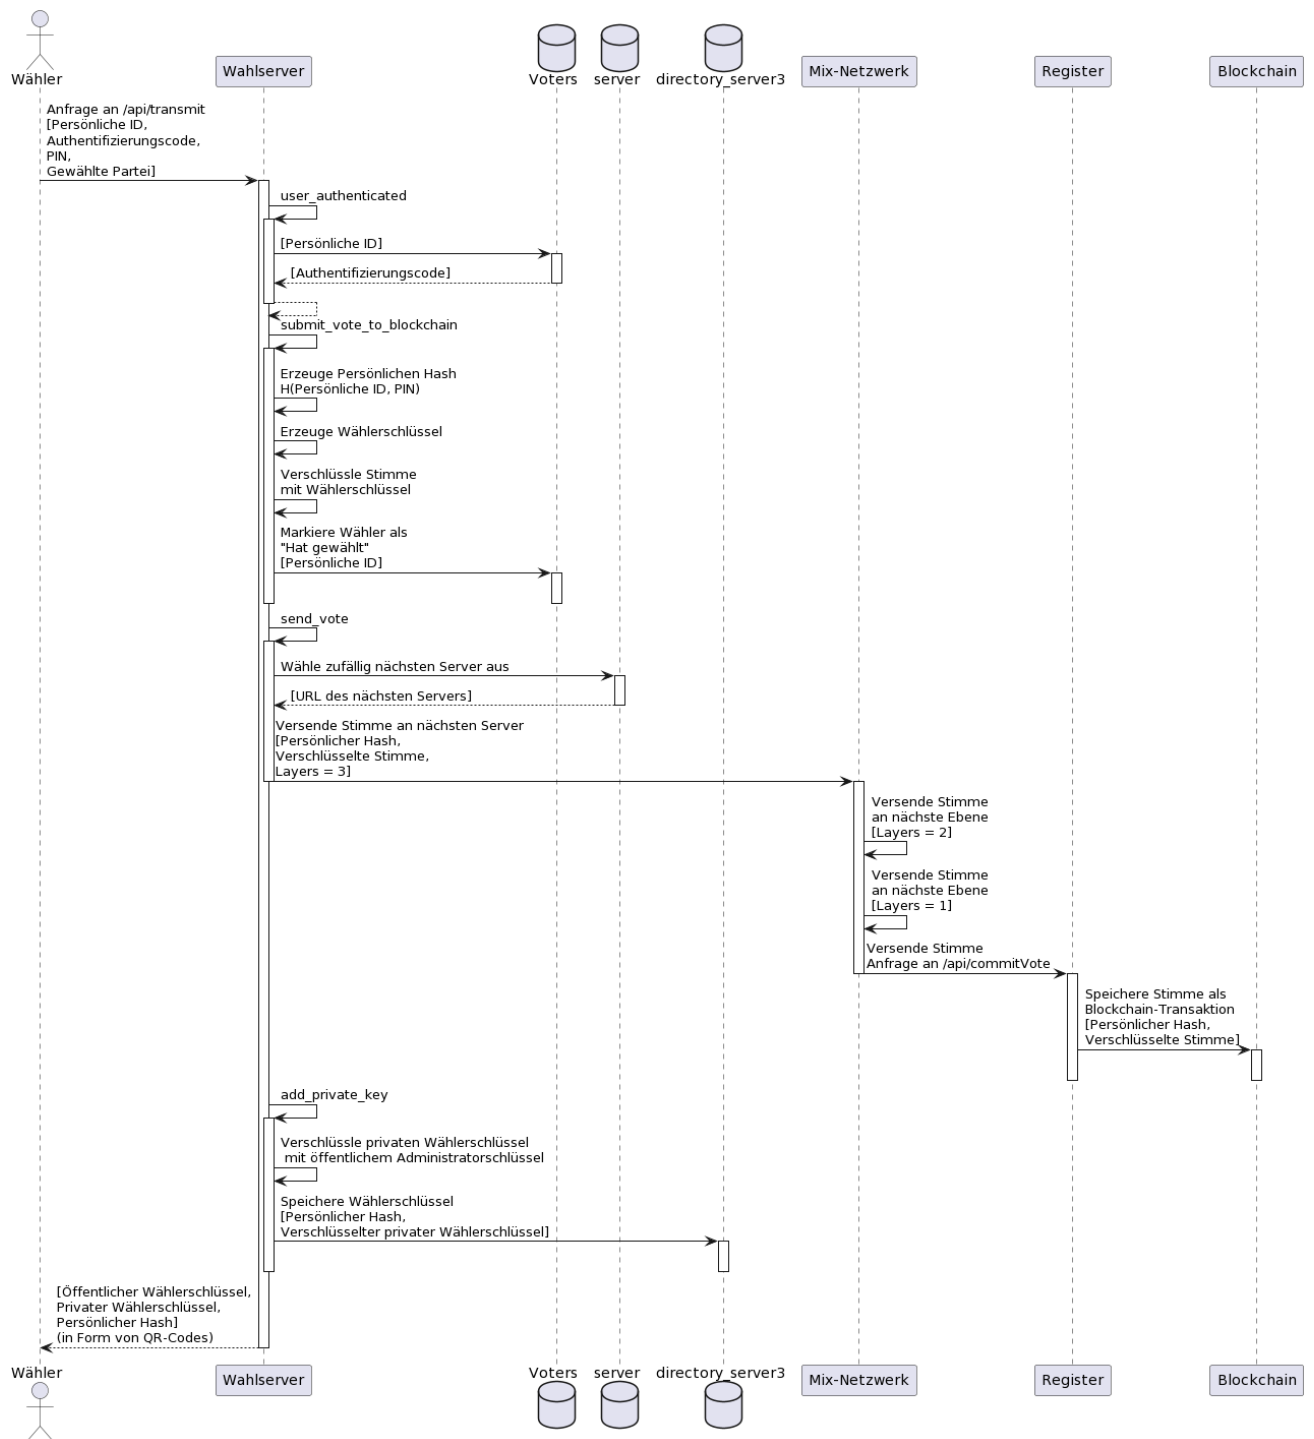 Wähler
Wahlserver
Voters
server
directory_server3
Mix-Netzwerk
Register
Blockchain
Anfrage an /api/transmit
[Persönliche ID,
Authentifizierungscode,
PIN,
Gewählte Partei]
user_authenticated
[Persönliche ID]
[Authentifizierungscode]
submit_vote_to_blockchain
Erzeuge Persönlichen Hash
H(Persönliche ID, PIN)
Erzeuge Wählerschlüssel
Verschlüssle Stimme
mit Wählerschlüssel
Markiere Wähler als
"Hat gewählt"
[Persönliche ID]
send_vote
Wähle zufällig nächsten Server aus
[URL des nächsten Servers]
Versende Stimme an nächsten Server
[Persönlicher Hash,
Verschlüsselte Stimme,
Layers = 3]
Versende Stimme
an nächste Ebene
[Layers = 2]
Versende Stimme
an nächste Ebene
[Layers = 1]
Versende Stimme
Anfrage an /api/commitVote
Speichere Stimme als
Blockchain-Transaktion
[Persönlicher Hash,
Verschlüsselte Stimme]
add_private_key
Verschlüssle privaten Wählerschlüssel
mit öffentlichem Administratorschlüssel
Speichere Wählerschlüssel
[Persönlicher Hash,
Verschlüsselter privater Wählerschlüssel]
[Öffentlicher Wählerschlüssel,
Privater Wählerschlüssel,
Persönlicher Hash]
(in Form von QR-Codes)
Wähler
Wahlserver
Voters
server
directory_server3
Mix-Netzwerk
Register
Blockchain